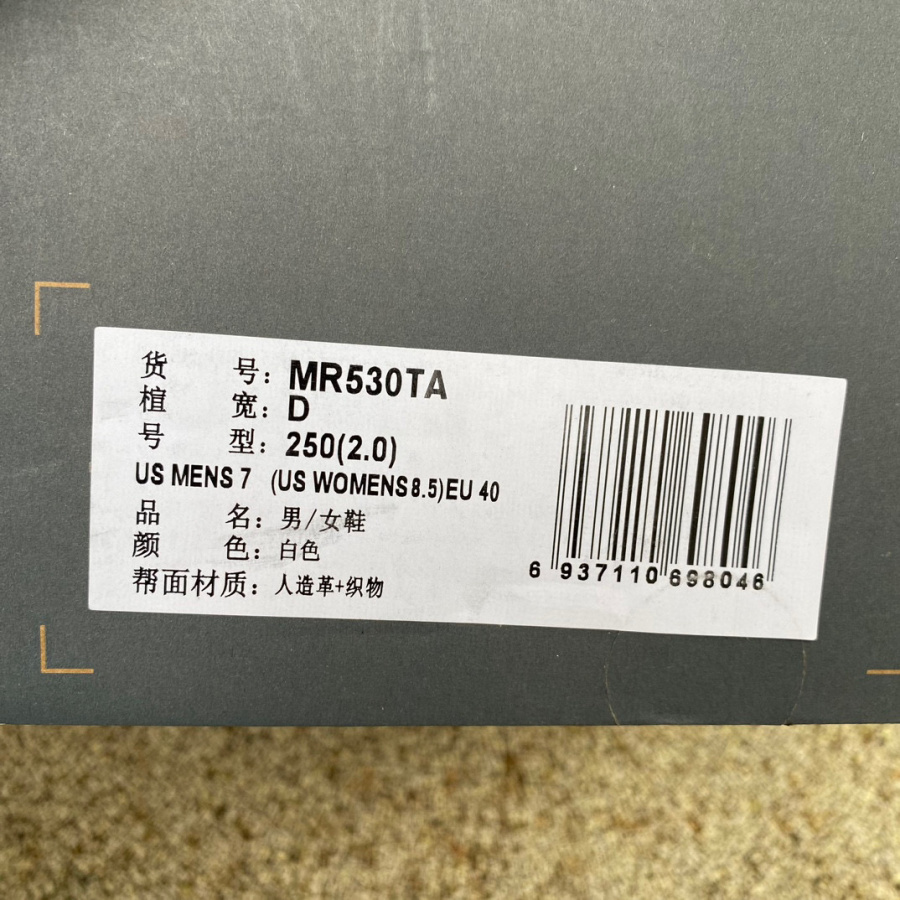 货 号: MR530TA
楦 宽: D
号 型: 250(2.0)
US MENS 7 (US WOMENS 8.5) EU 40
品 名: 男/女鞋
颜 色: 白色
帮面材质: 人造革+织物
6 937110 698046